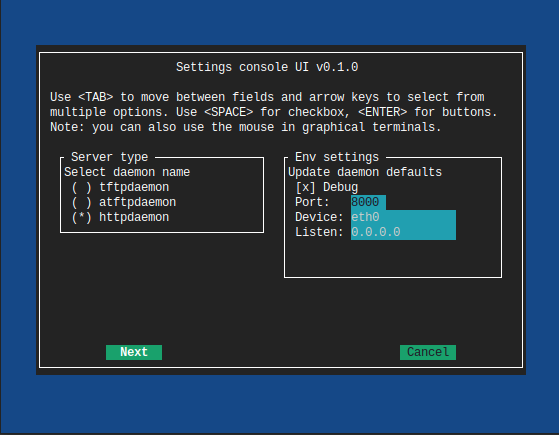 Settings console UI v0.1.0
Use <TAB> to move between fields and arrow keys to select from
multiple options. Use <SPACE> for checkbox, <ENTER> for buttons.
Note: you can also use the mouse in graphical terminals.
Server type
Select daemon name
( ) tftpdaemon
( ) atftpdaemon
(*) httpdaemon
Env settings
Update daemon defaults
[x] Debug
Port: 8000
Device: eth0
Listen: 0.0.0.0
Next
Cancel